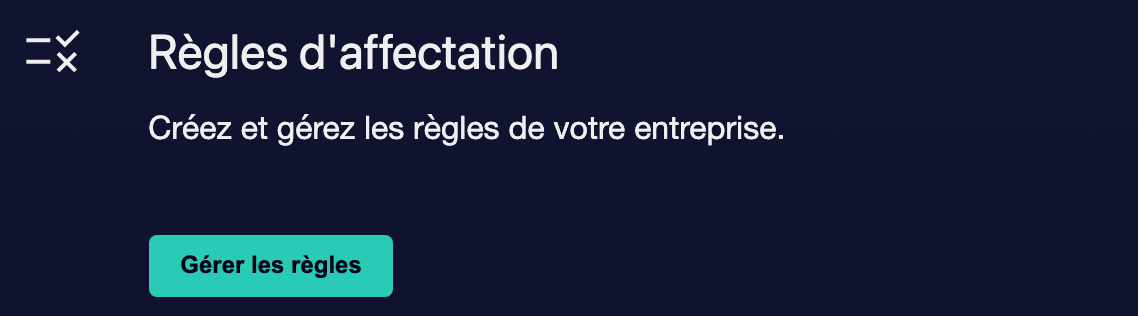 Règles d'affectation
Créez et gérez les règles de votre entreprise.
Gérer les règles